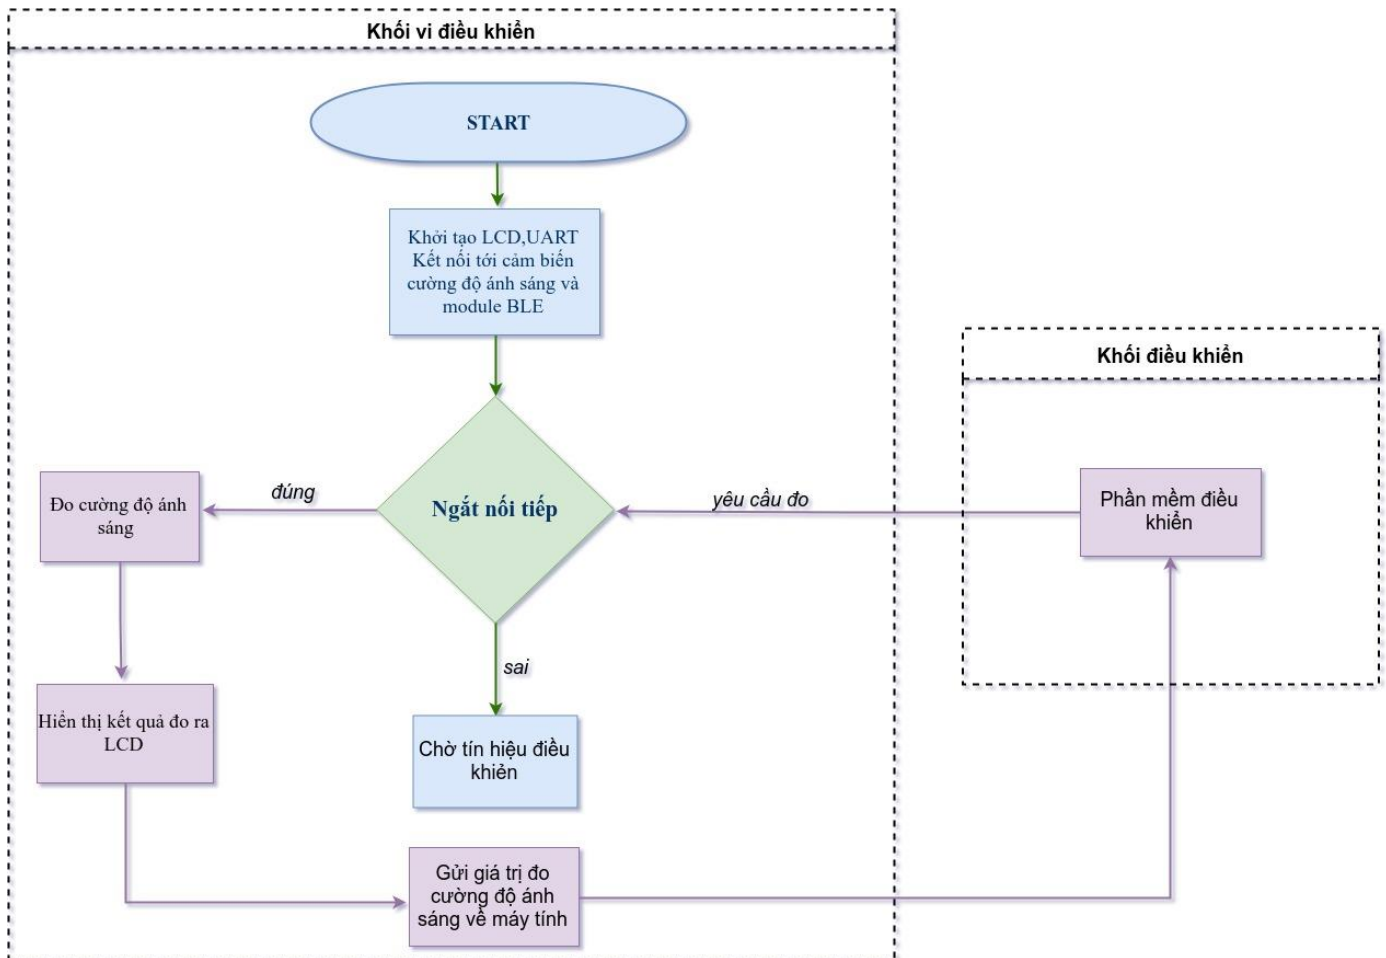 Khối vi điều khiển
START
Khởi tạo LCD,UART
Kết nối tới cảm biến
cường độ ánh sáng và
module BLE
Khối điều khiển
Ngắt nối tiếp
đúng
yêu cầu đo
Đo cường độ ánh
sáng
Phần mềm điều
khiển
sai
Hiển thị kết quả đo ra
LCD
Chờ tín hiệu điều
khiẻn
Gửi giá trị đo
cường độ ánh
sáng về máy tính